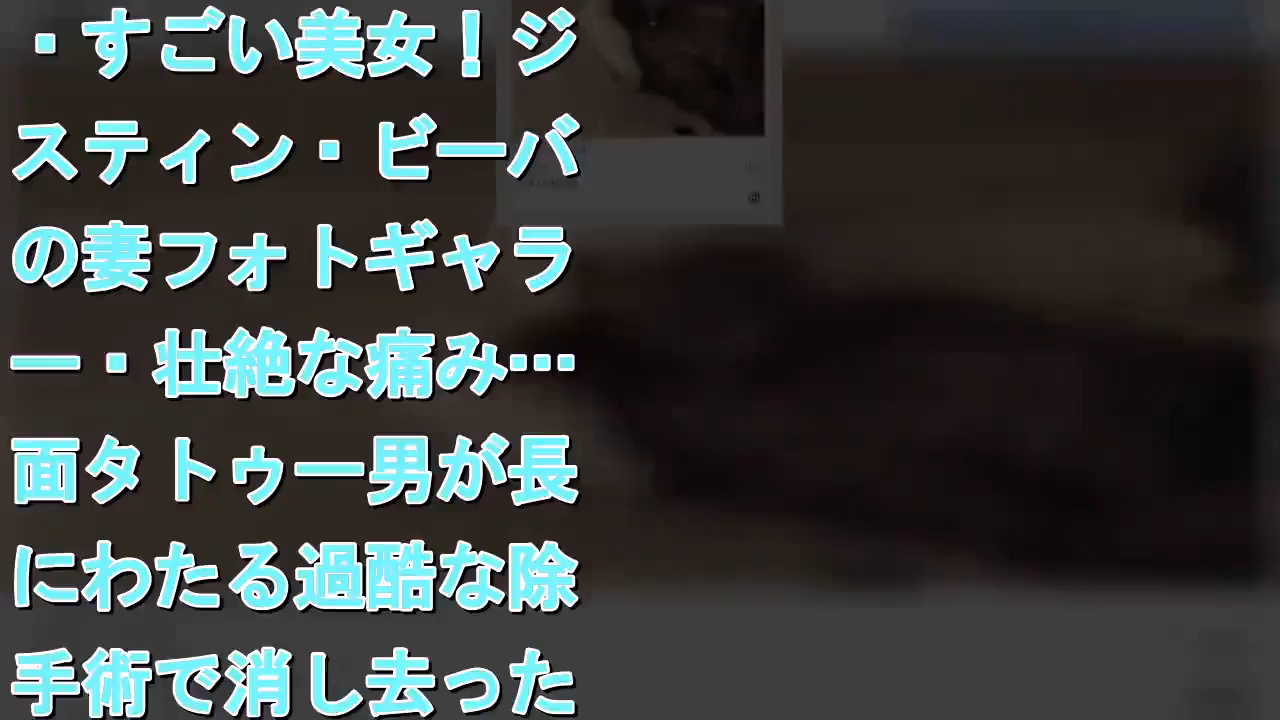 ・すごい美女！ジ
スティン・ビーバ
の妻フォトギャラ
ー・壮絶な痛み…
面タトゥー男が長
にわたる過酷な除
手術で消し去った